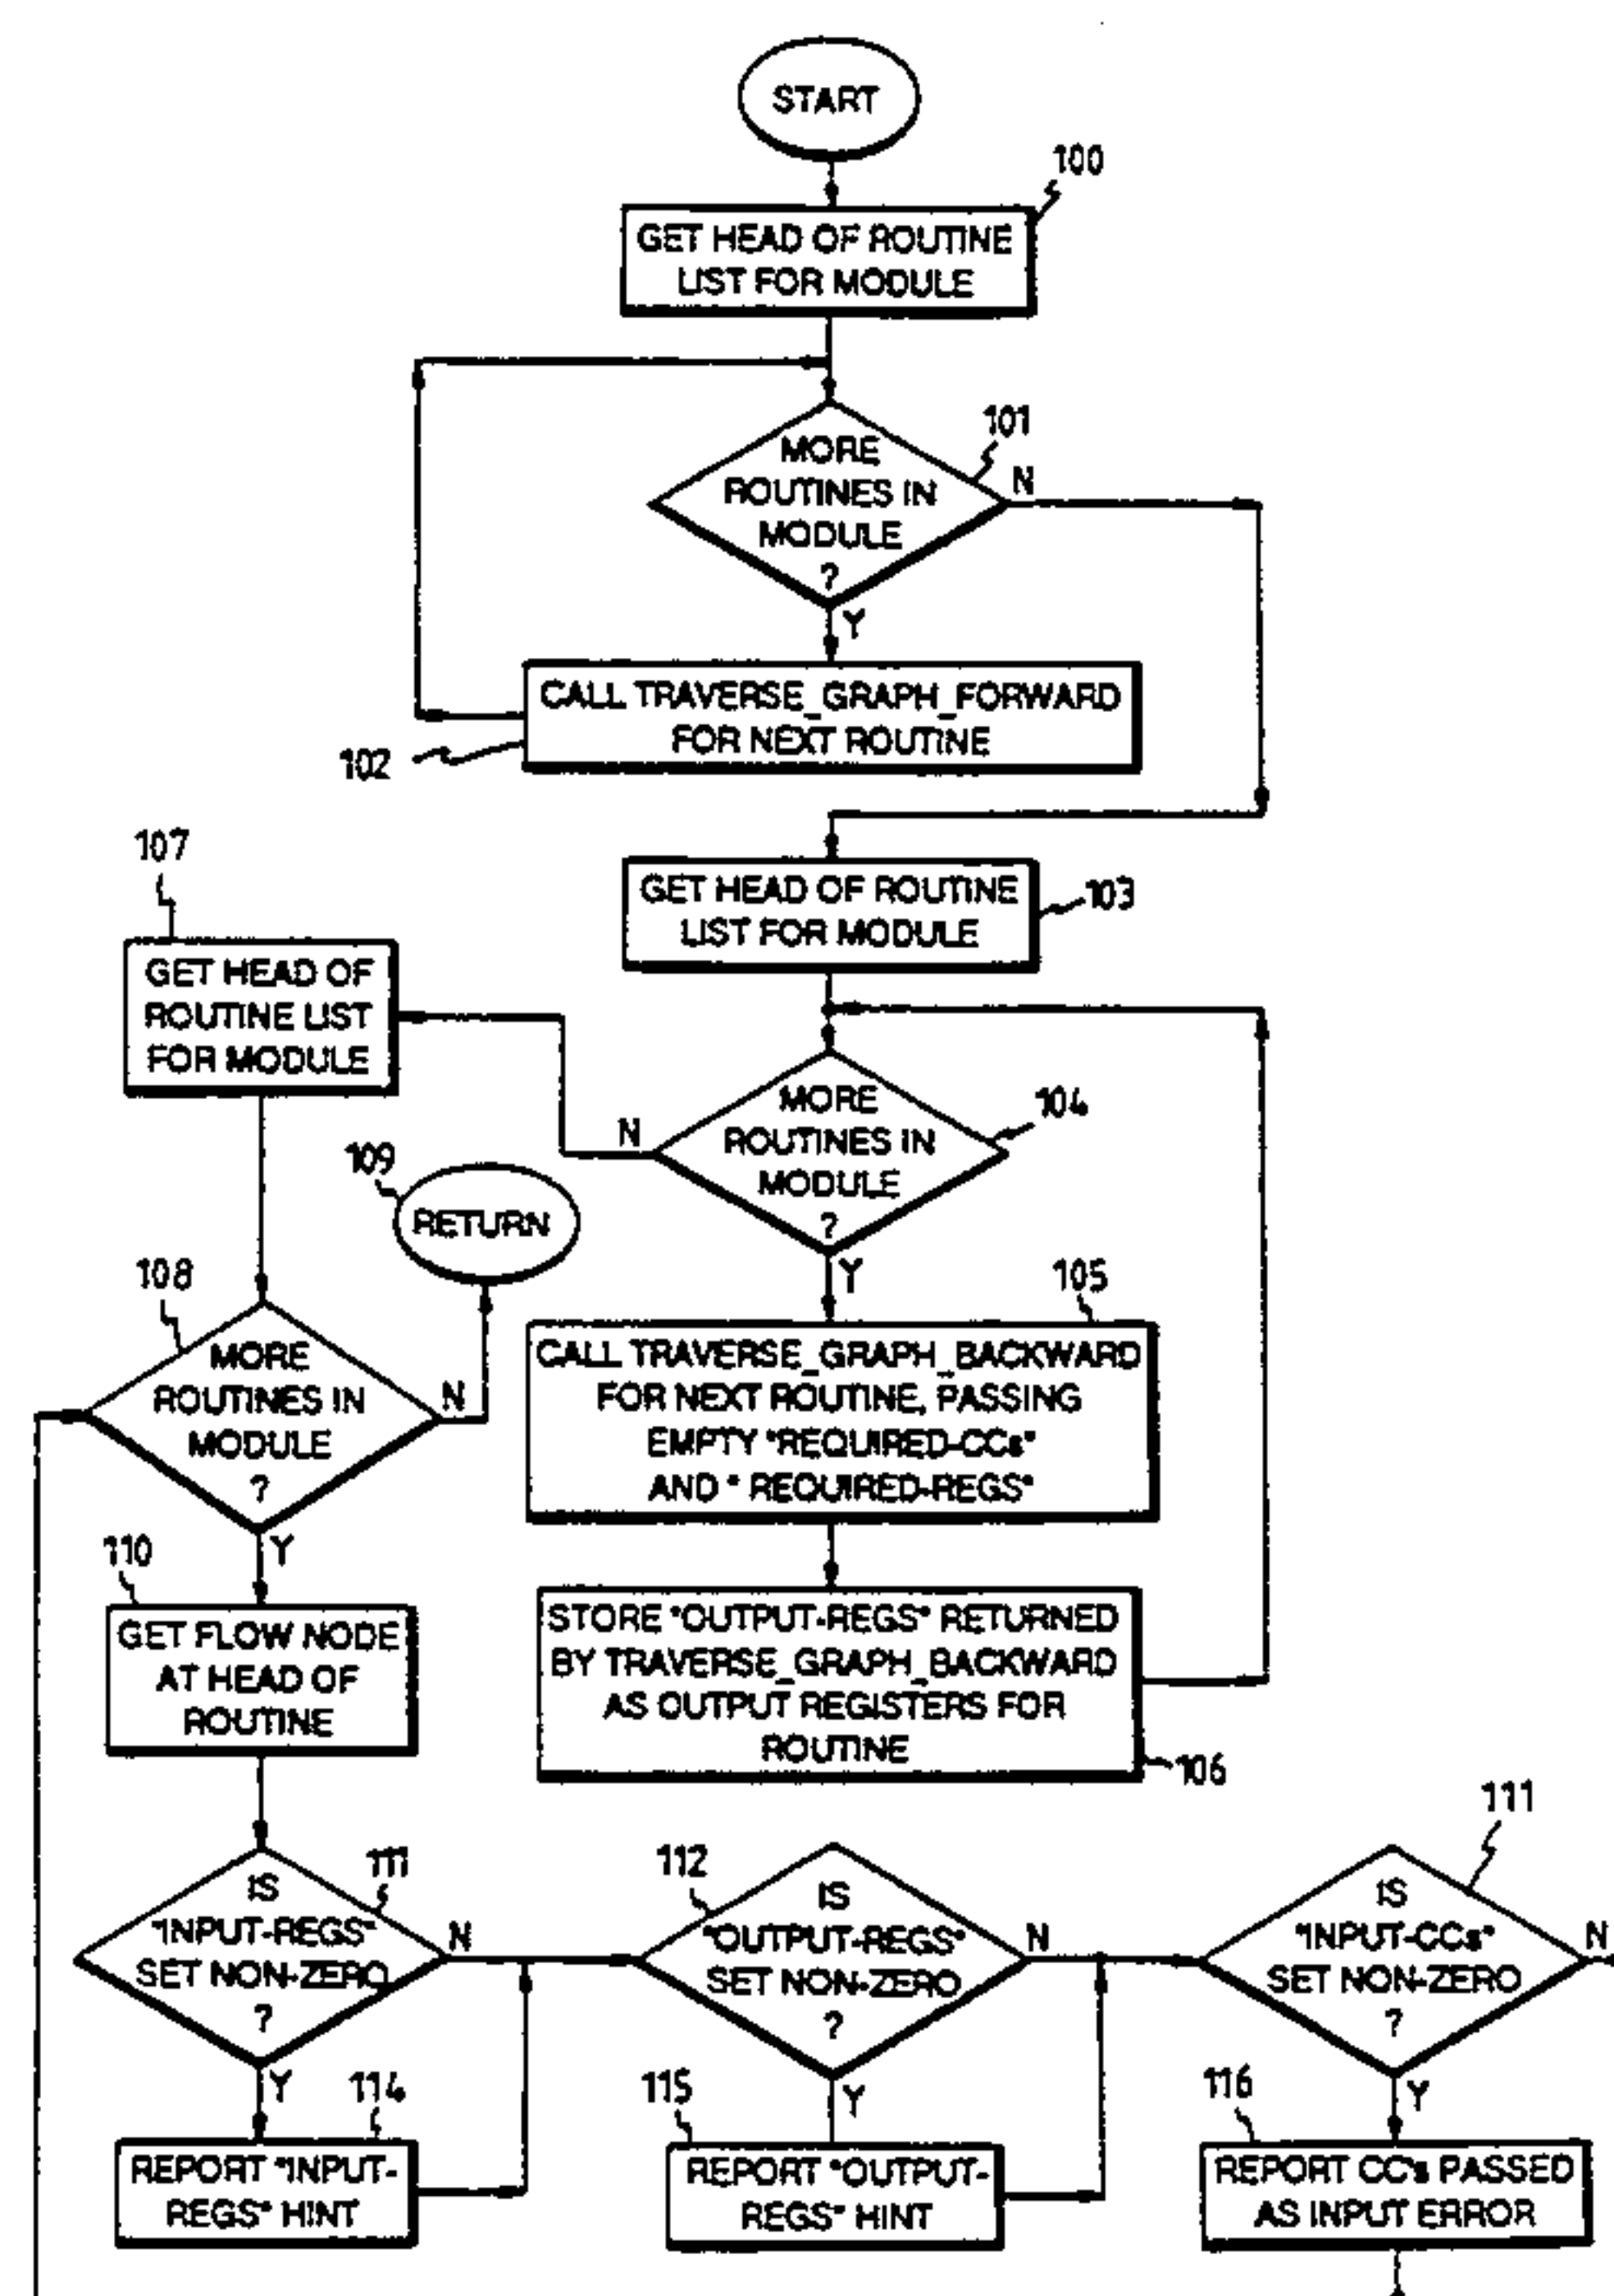 START
100
GET HEAD OF ROUTINE
LIST FOR MODULE
101
MORE
ROUTINES IN
MODULE
?
N
Y
CALL TRAVERSE_GRAPH_FORWARD
FOR NEXT ROUTINE
102
103
GET HEAD OF ROUTINE
LIST FOR MODULE
104
MORE
ROUTINES IN
MODULE
?
N
Y
105
CALL TRAVERSE_GRAPH_BACKWARD
FOR NEXT ROUTINE, PASSING
EMPTY "REQUIRED-CCs"
AND " REQUIRED-REGS"
STORE "OUTPUT-REGS" RETURNED
BY TRAVERSE_GRAPH_BACKWARD
AS OUTPUT REGISTERS FOR
ROUTINE
106
107
GET HEAD OF
ROUTINE LIST
FOR MODULE
108
MORE
ROUTINES IN
MODULE
?
N
109
RETURN
Y
110
GET FLOW NODE
AT HEAD OF
ROUTINE
111
IS
"INPUT-REGS"
SET NON-ZERO
?
N
Y
114
REPORT "INPUT-
REGS" HINT
112
IS
"OUTPUT-REGS"
SET NON-ZERO
?
N
Y
115
REPORT "OUTPUT-
REGS" HINT
111
IS
"INPUT-CCs"
SET NON-ZERO
?
N
Y
116
REPORT CC's PASSED
AS INPUT ERROR